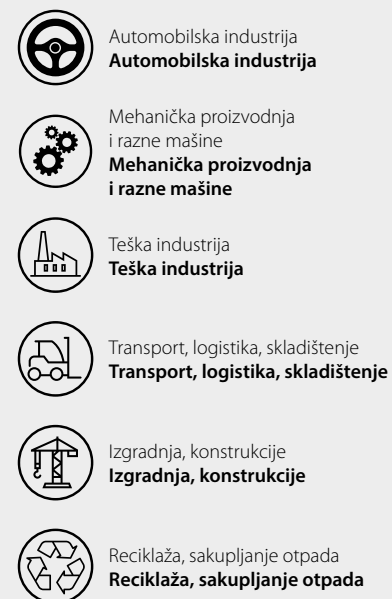 Automobilska industrija
Automobilska industrija
Mehanička proizvodnja
i razne mašine
Mehanička proizvodnja
i razne mašine
Teška industrija
Teška industrija
Transport, logistika, skladištenje
Transport, logistika, skladištenje
Izgradnja, konstrukcije
Izgradnja, konstrukcije
Reciklaža, sakupljanje otpada
Reciklaža, sakupljanje otpada